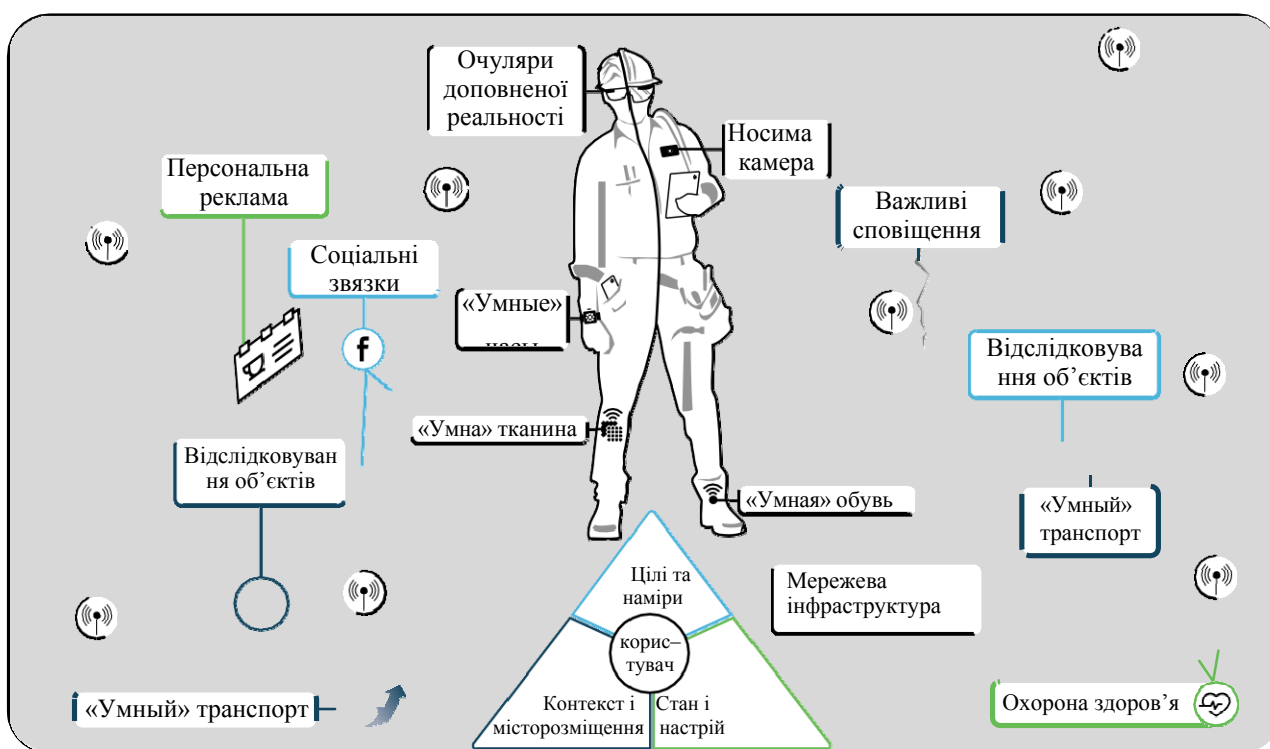 Очуляри
доповненої
реальності
Носима
камера
Персональна
реклама
Важливі
сповіщення
Соціальні
звязки
«Умные»
Відслідковува
ння об’єктів
«Умна» тканина
Відслідковуван
ня об’єктів
«Умная» обувь
«Умный»
транспорт
Цілі та
наміри
Мережева
інфраструктура
корис–
тувач
Контекст і
місторозміщення
Стан і
настрій
«Умный» транспорт
Охорона здоров’я